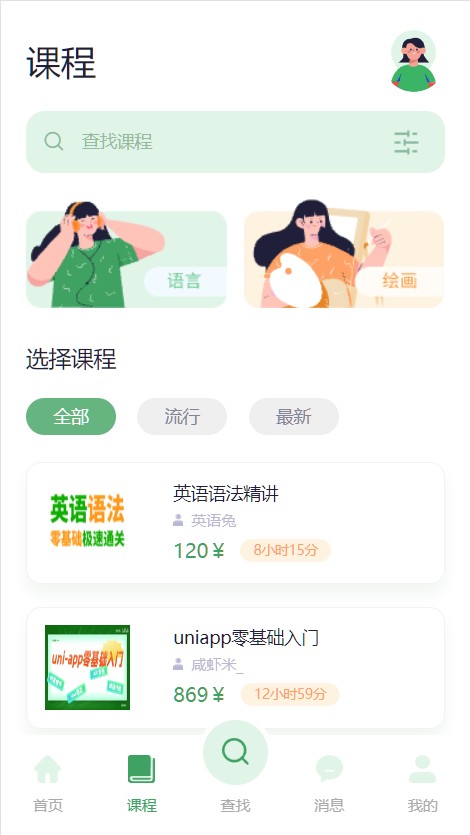 课程
查找课程
语言
绘画
选择课程
全部
流行
最新
英语语法
零基础极速通关
英语语法精讲
英语兔
120￥
8小时15分
uni-app零基础入门
uniapp零基础入门
咸虾米_
869￥
12小时59分
首页
课程
查找
消息
我的